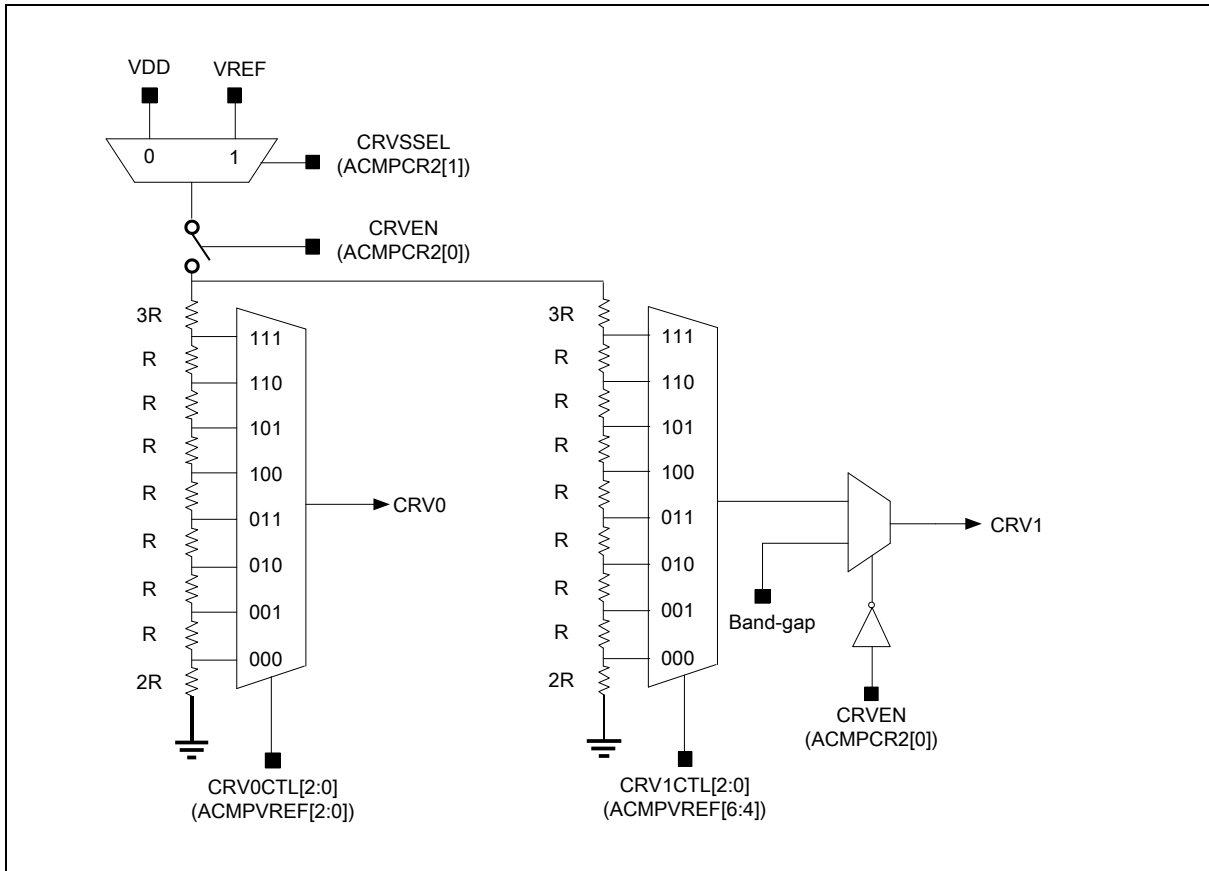 VDD VREF
0 1
CRVSSEL
(ACMPCR2[1])
CRVEN
(ACMPCR2[0])
3R
R
R
R
R
R
R
R
2R
111
110
101
100
011
010
001
000
CRV0
CRV0CTL[2:0]
(ACMPVREF[2:0])
3R
R
R
R
R
R
R
R
2R
111
110
101
100
011
010
001
000
CRV1CTL[2:0]
(ACMPVREF[6:4])
Band-gap
CRV1
CRVEN
(ACMPCR2[0])